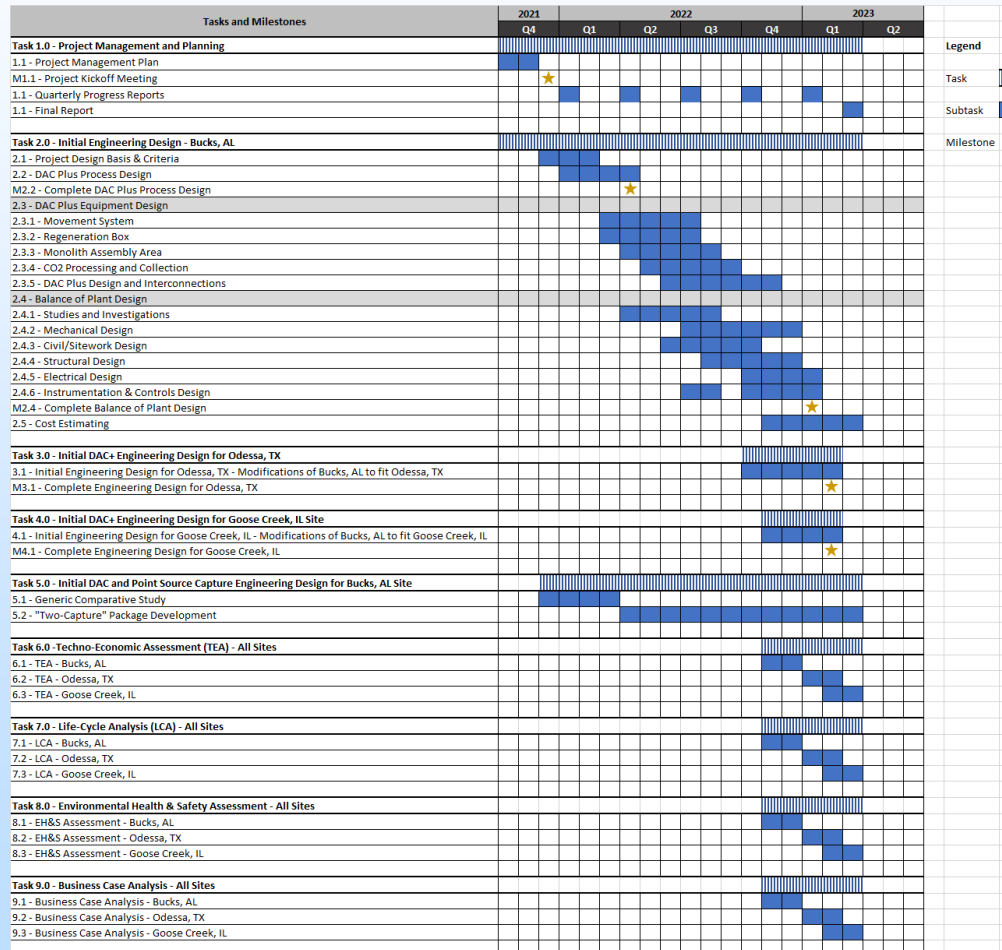 Tasks and Milestones
2021 2022 2023
Q4 Q1 Q2 Q3 Q4 Q1 Q2
Task 1.0 - Project Management and Planning
Legend
1.1 - Project Management Plan
M1.1 - Project Kickoff Meeting
Task
1.1 - Quarterly Progress Reports
1.1 - Final Report
Subtask
Task 2.0 - Initial Engineering Design - Bucks, AL
Milestone
2.1 - Project Design Basis & Criteria
2.2 - DAC Plus Process Design
M2.2 - Complete DAC Plus Process Design
2.3 - DAC Plus Equipment Design
2.3.1 - Movement System
2.3.2 - Regeneration Box
2.3.3 - Monolith Assembly Area
2.3.4 - CO2 Processing and Collection
2.3.5 - DAC Plus Design and Interconnections
2.4 - Balance of Plant Design
2.4.1 - Studies and Investigations
2.4.2 - Mechanical Design
2.4.3 - Civil/Sitework Design
2.4.4 - Structural Design
2.4.5 - Electrical Design
2.4.6 - Instrumentation & Controls Design
M2.4 - Complete Balance of Plant Design
2.5 - Cost Estimating
Task 3.0 - Initial DAC+ Engineering Design for Odessa, TX
3.1 - Initial Engineering Design for Odessa, TX - Modifications of Bucks, AL to fit Odessa, TX
M3.1 - Complete Engineering Design for Odessa, TX
Task 4.0 - Initial DAC+ Engineering Design for Goose Creek, IL Site
4.1 - Initial Engineering Design for Goose Creek, IL - Modifications of Bucks, AL to fit Goose Creek, IL
M4.1 - Complete Engineering Design for Goose Creek, IL
Task 5.0 - Initial DAC and Point Source Capture Engineering Design for Bucks, AL Site
5.1 - Generic Comparative Study
5.2 - "Two-Capture" Package Development
Task 6.0 -Techno-Economic Assessment (TEA) - All Sites
6.1 - TEA - Bucks, AL
6.2 - TEA - Odessa, TX
6.3 - TEA - Goose Creek, IL
Task 7.0 - Life-Cycle Analysis (LCA) - All Sites
7.1 - LCA - Bucks, AL
7.2 - LCA - Odessa, TX
7.3 - LCA - Goose Creek, IL
Task 8.0 - Environmental Health & Safety Assessment - All Sites
8.1 - EH&S Assessment - Bucks, AL
8.2 - EH&S Assessment - Odessa, TX
8.3 - EH&S Assessment - Goose Creek, IL
Task 9.0 - Business Case Analysis - All Sites
9.1 - Business Case Analysis - Bucks, AL
9.2 - Business Case Analysis - Odessa, TX
9.3 - Business Case Analysis - Goose Creek, IL